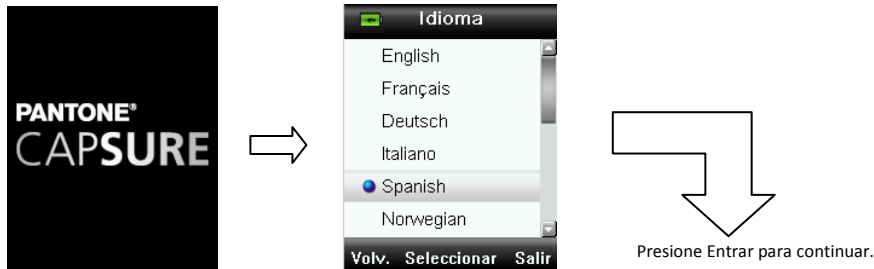 PANTONE®
CAPSURE
Idioma
English
Français
Deutsch
Italiano
Spanish
Norwegian
Volv. Seleccionar Salir
Presione Entrar para continuar.